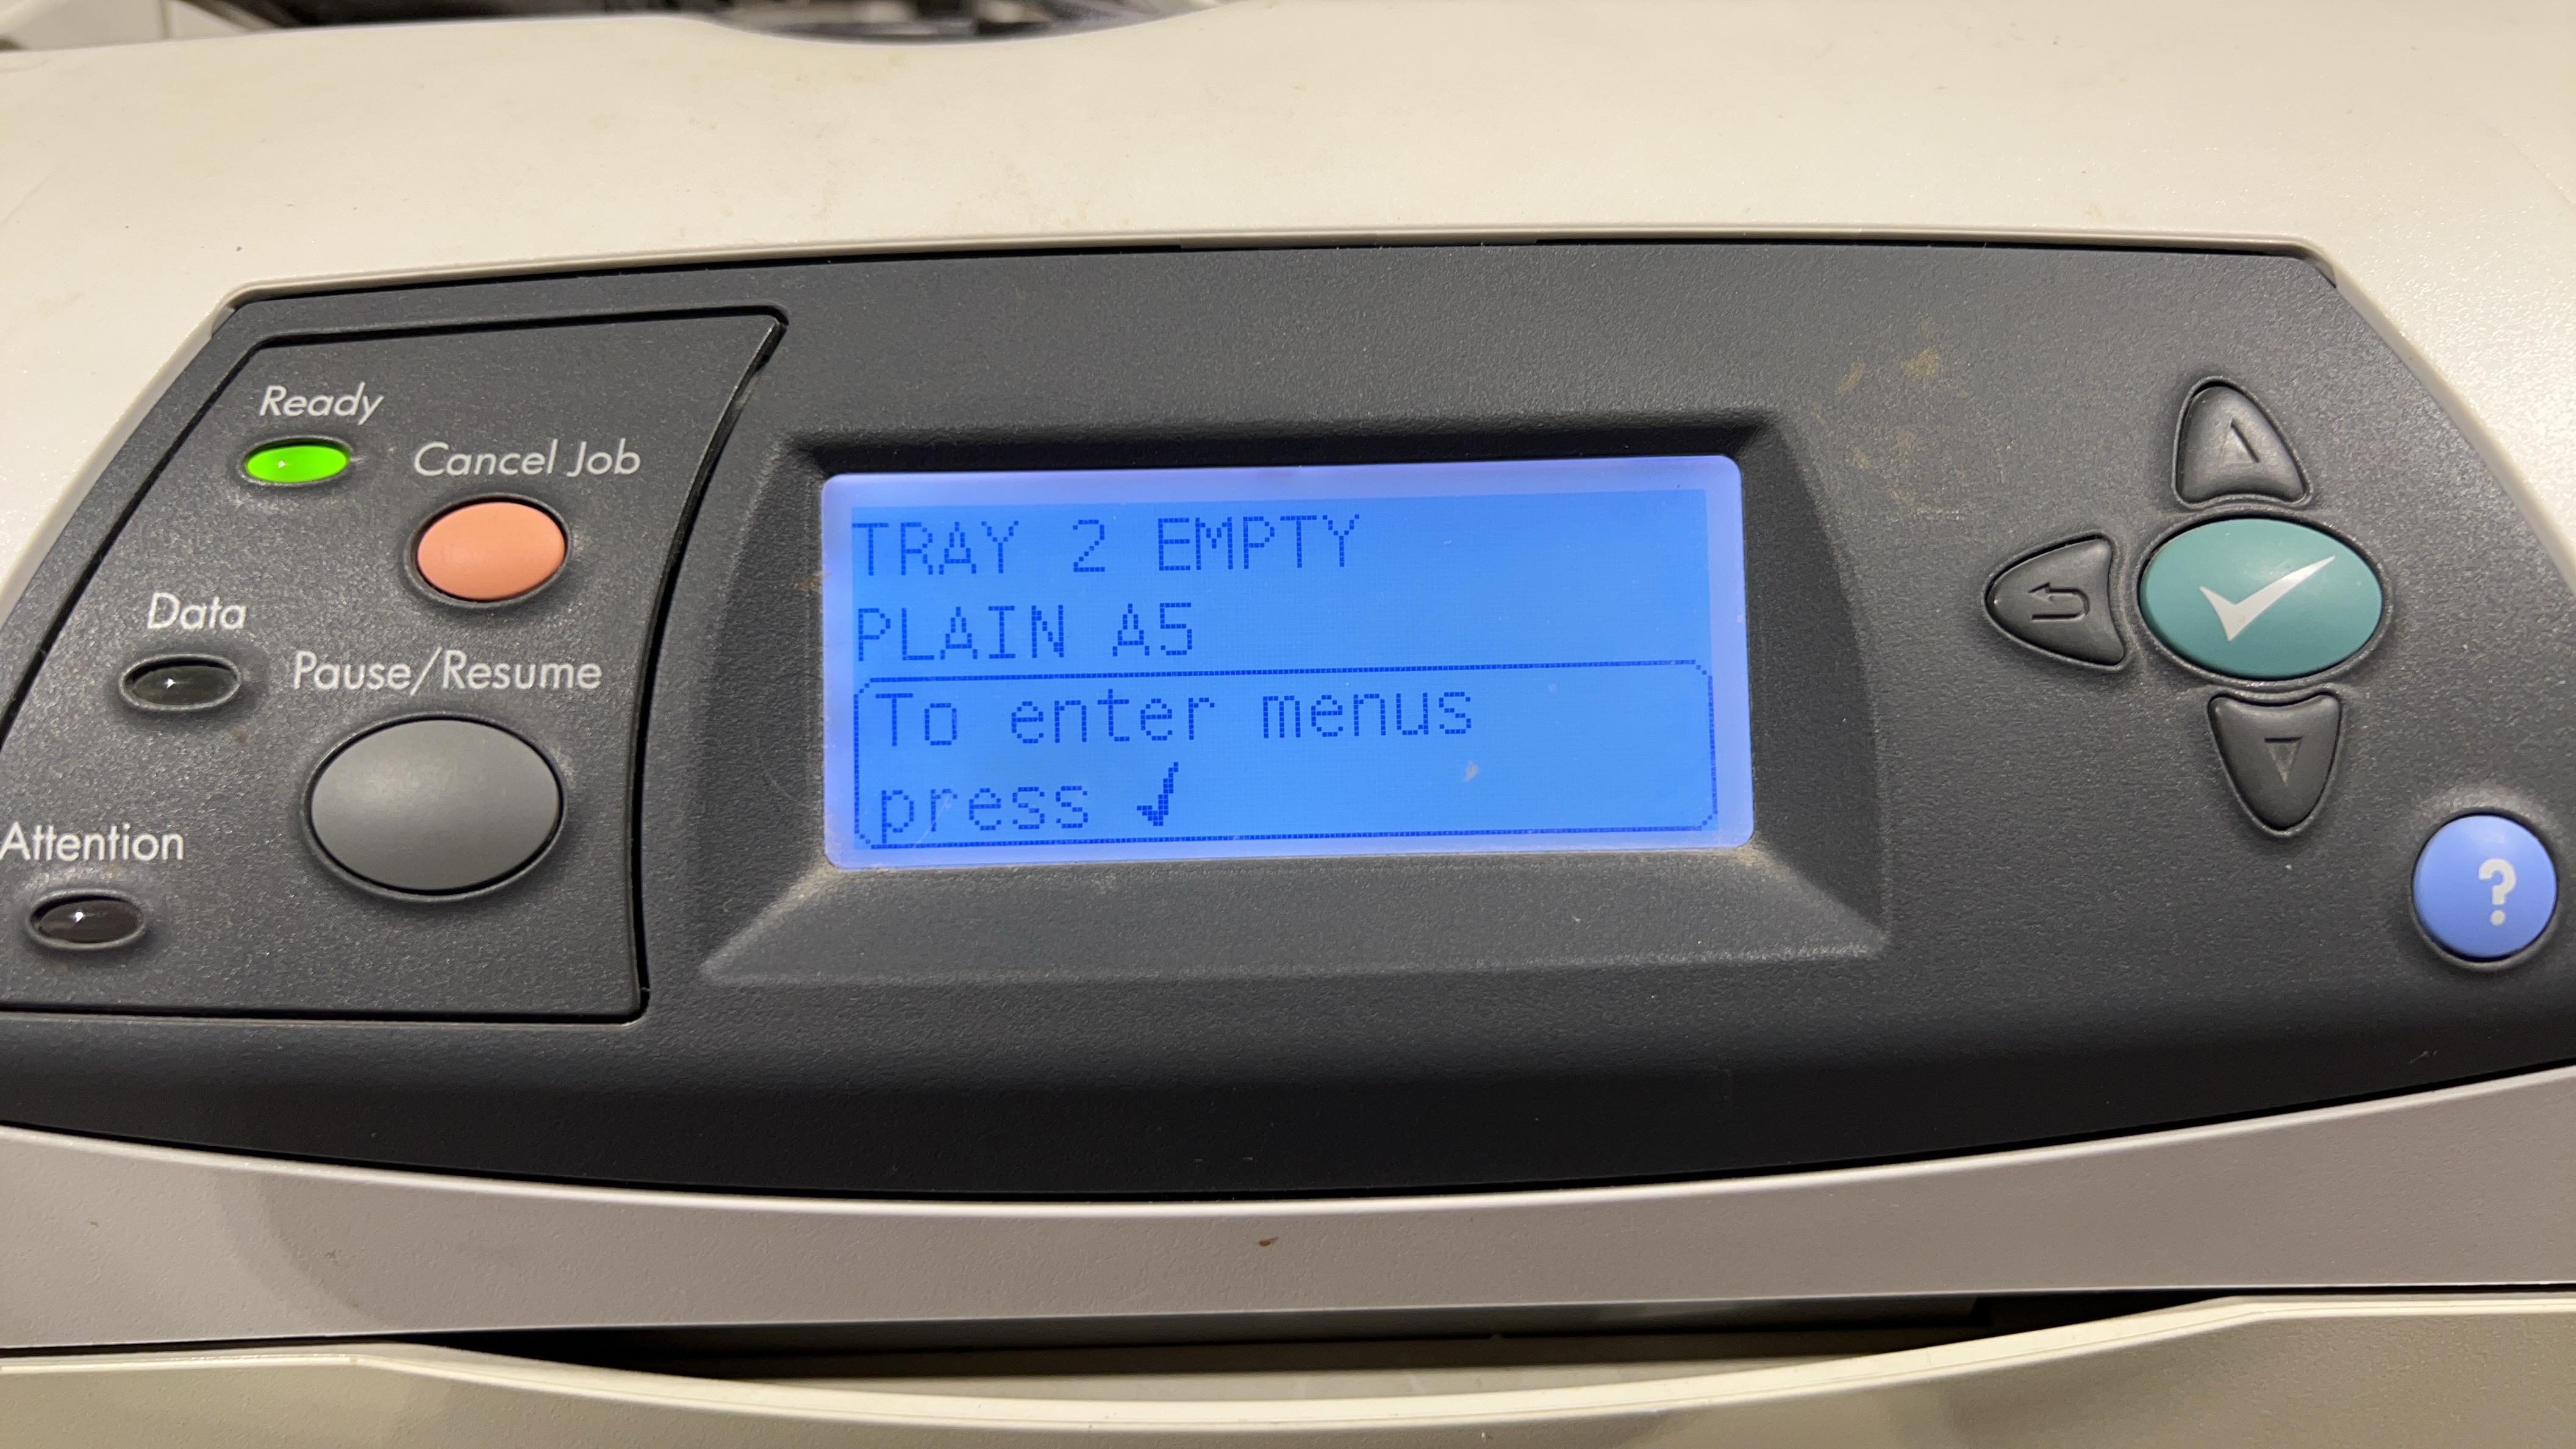 Ready
Cancel Job
Data
Pause/Resume
Attention
TRAY 2 EMPTY
PLAIN A5
To enter menus
press ✓
?